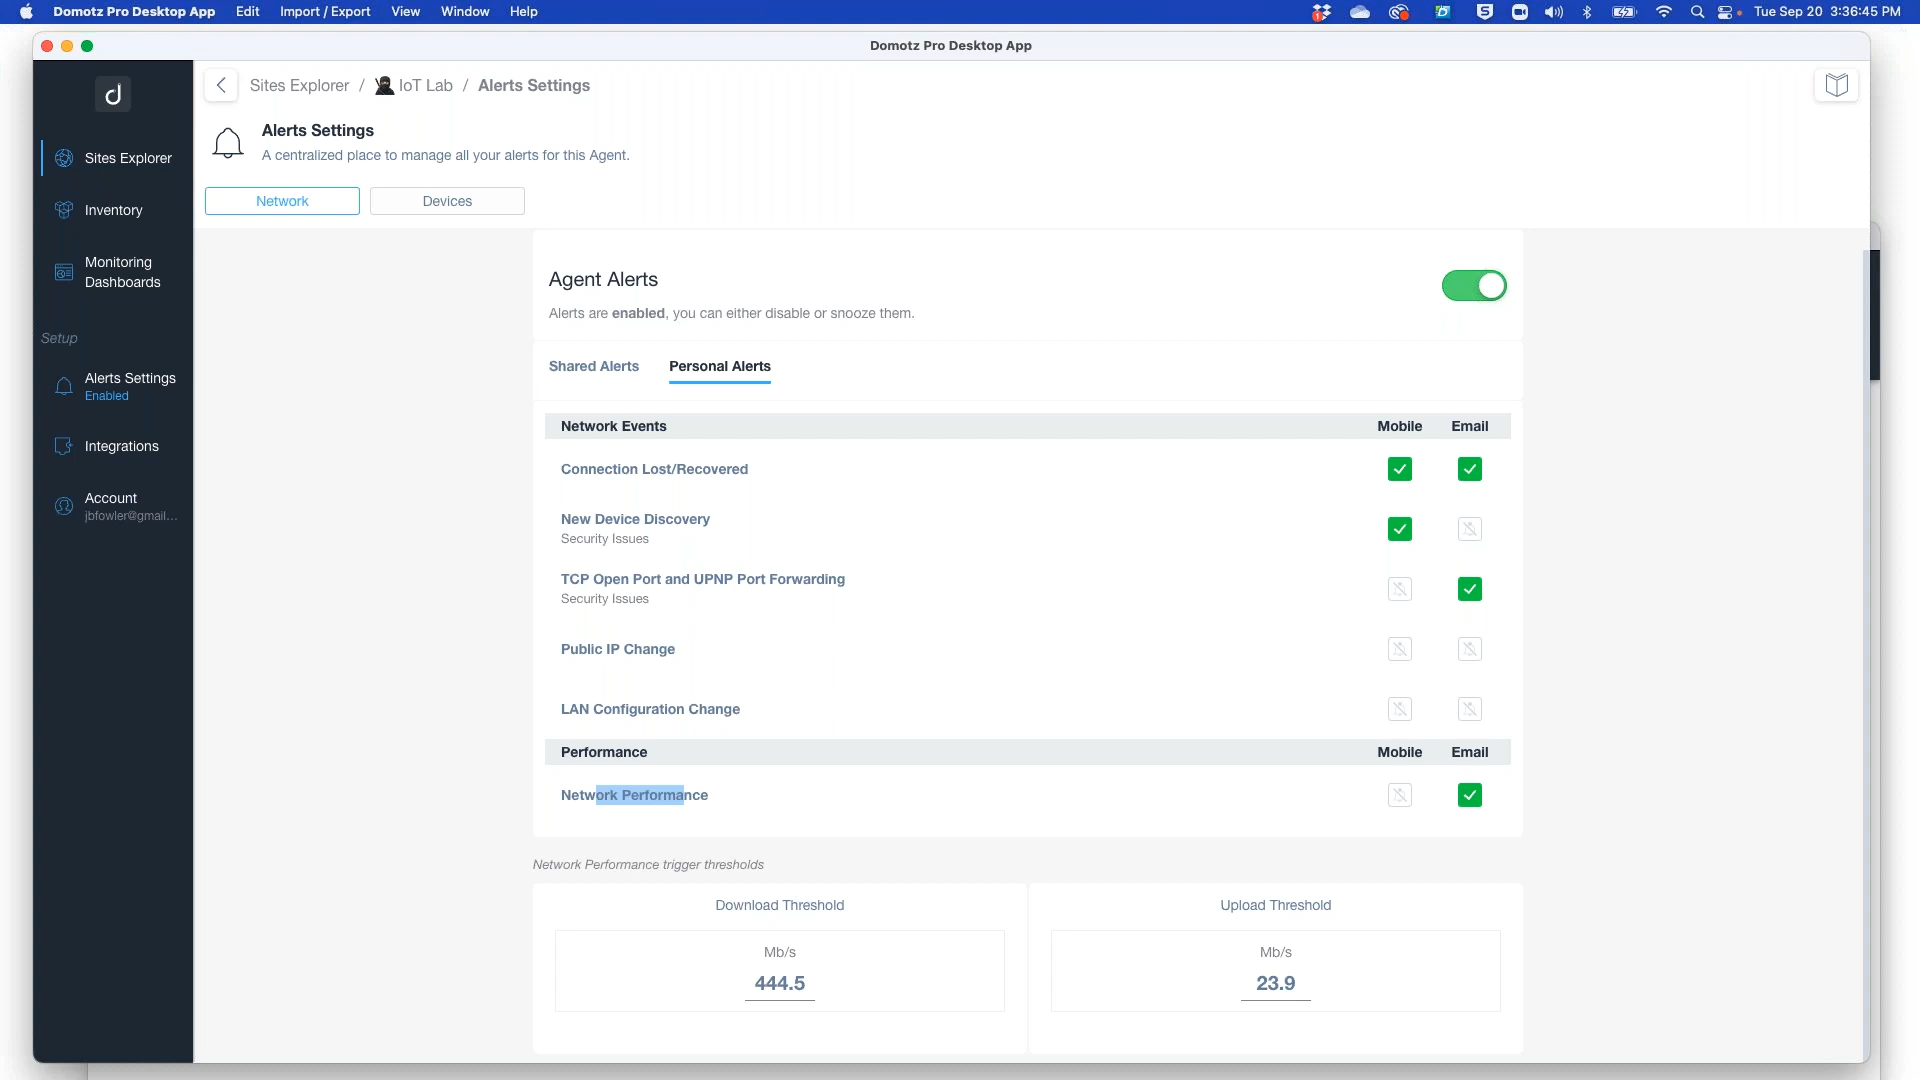 Domotz Pro Desktop App Edit Import / Export View Window Help Tue Sep 20 3:36:45 PM
Domotz Pro Desktop App
Sites Explorer / IoT Lab / Alerts Settings
Alerts Settings
A centralized place to manage all your alerts for this Agent.
Network Devices
Sites Explorer
Inventory
Monitoring
Dashboards
Setup
Alerts Settings
Enabled
Integrations
Account
jbfowler@gmail...
Agent Alerts
Alerts are enabled, you can either disable or snooze them.
Shared Alerts Personal Alerts
Network Events Mobile Email
Connection Lost/Recovered
New Device Discovery
Security Issues
TCP Open Port and UPNP Port Forwarding
Security Issues
Public IP Change
LAN Configuration Change
Performance Mobile Email
Network Performance
Network Performance trigger thresholds
Download Threshold Upload Threshold
Mb/s Mb/s
444.5 23.9